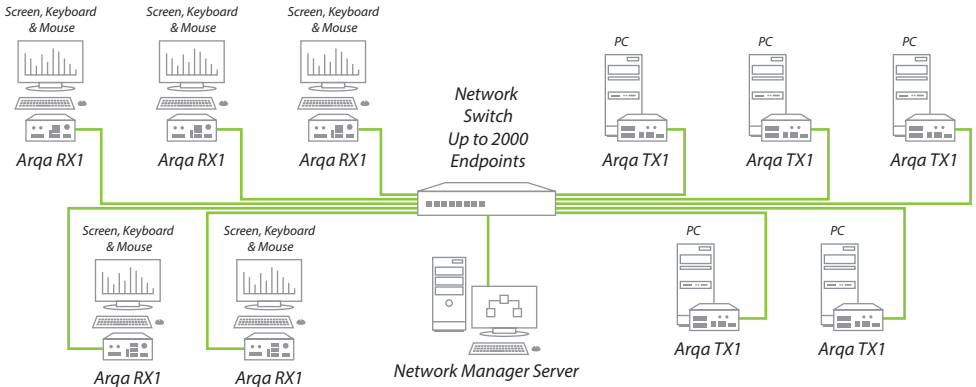 Screen, Keyboard
& Mouse
Screen, Keyboard
& Mouse
Screen, Keyboard
& Mouse
Arqa RX1
Arqa RX1
Arqa RX1
Network
Switch
Up to 2000
Endpoints
PC
PC
PC
Arqa TX1
Arqa TX1
Arqa TX1
Screen, Keyboard
& Mouse
Screen, Keyboard
& Mouse
Arqa RX1
Arqa RX1
Network Manager Server
PC
PC
Arqa TX1
Arqa TX1